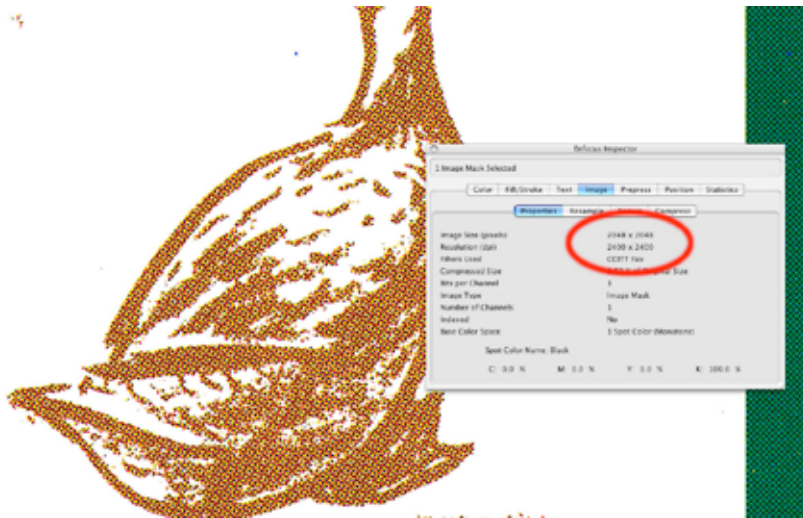 Enfocus Inspector
1 Image Mask Selected
Color Fill/Stroke Text Image Prepress Position Statistics
Properties Resample Compress
Image Size (pixels) 2048 x 2048
Resolution (dpi) 2400 x 2400
Filters Used CCITT Fax
Compressed Size Size
Bits per Channel 1
Image Type Image Mask
Number of Channels 1
Indexed No
Base Color Space 1 Spot Color (Monotone)
Spot Color Name: Black
C: 0.0 % M: 0.0 % Y: 0.0 % K: 100.0 %